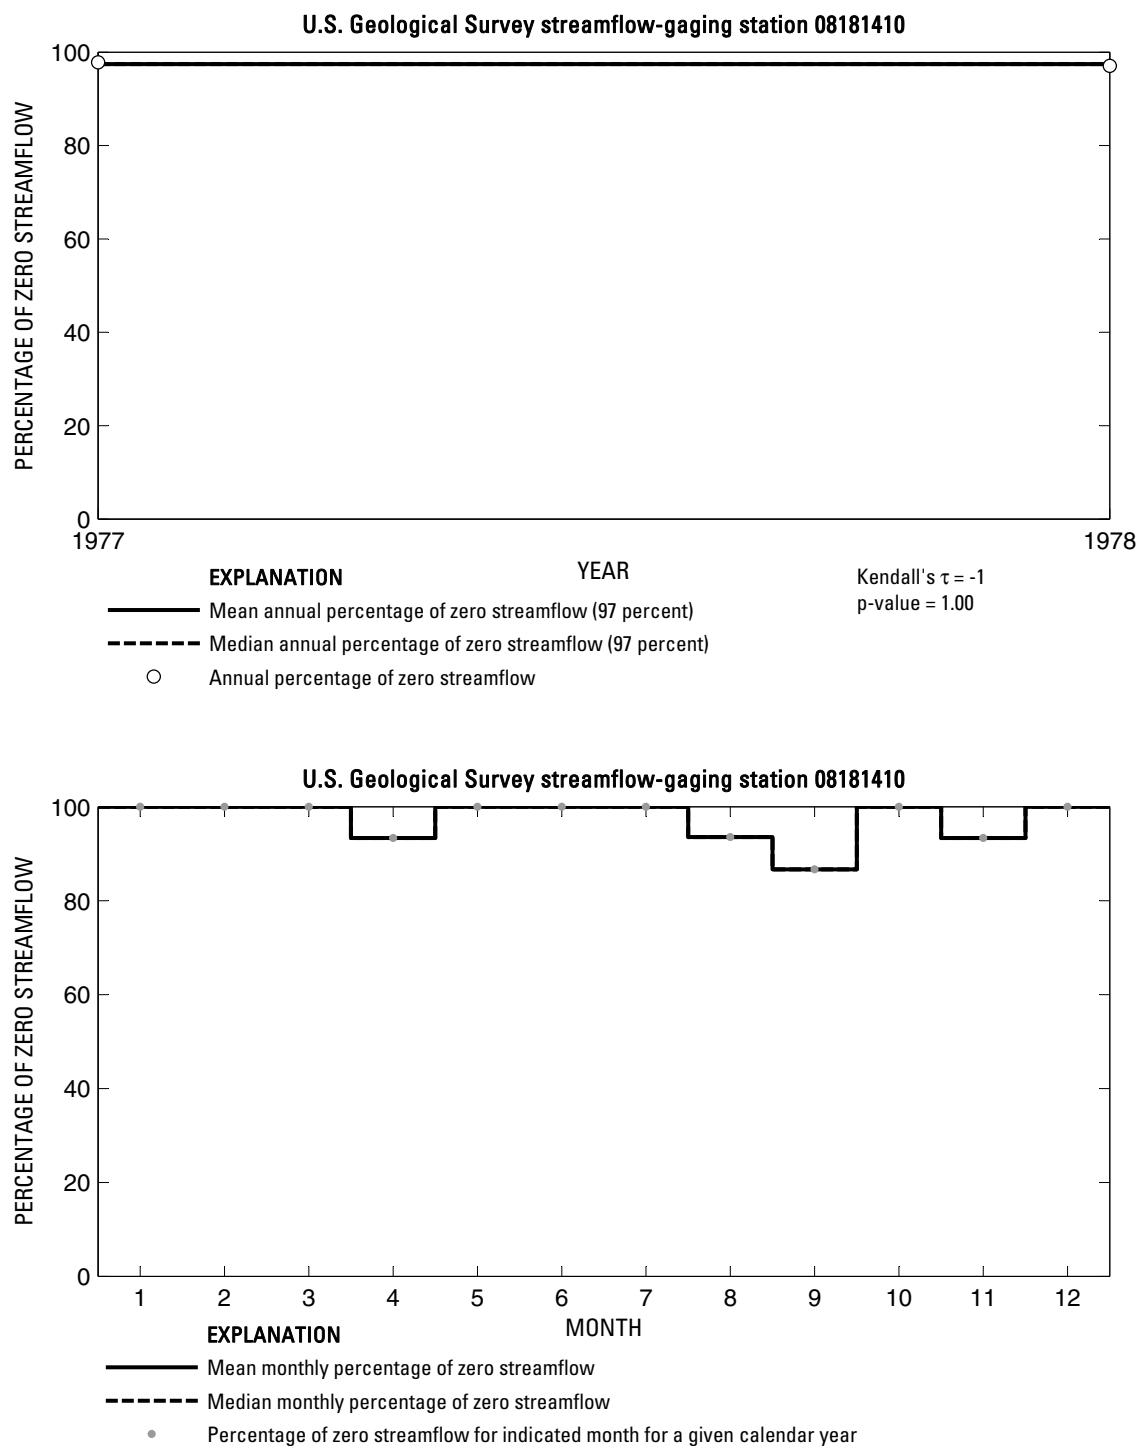 U.S. Geological Survey streamflow-gaging station 08181410
PERCENTAGE OF ZERO STREAMFLOW
100
80
60
40
20
0
1977
1978
YEAR
EXPLANATION
Mean annual percentage of zero streamflow (97 percent)
Median annual percentage of zero streamflow (97 percent)
Annual percentage of zero streamflow
Kendall's τ = -1
p-value = 1.00
U.S. Geological Survey streamflow-gaging station 08181410
PERCENTAGE OF ZERO STREAMFLOW
100
80
60
40
20
0
1 2 3 4 5 6 7 8 9 10 11 12
MONTH
EXPLANATION
Mean monthly percentage of zero streamflow
Median monthly percentage of zero streamflow
Percentage of zero streamflow for indicated month for a given calendar year